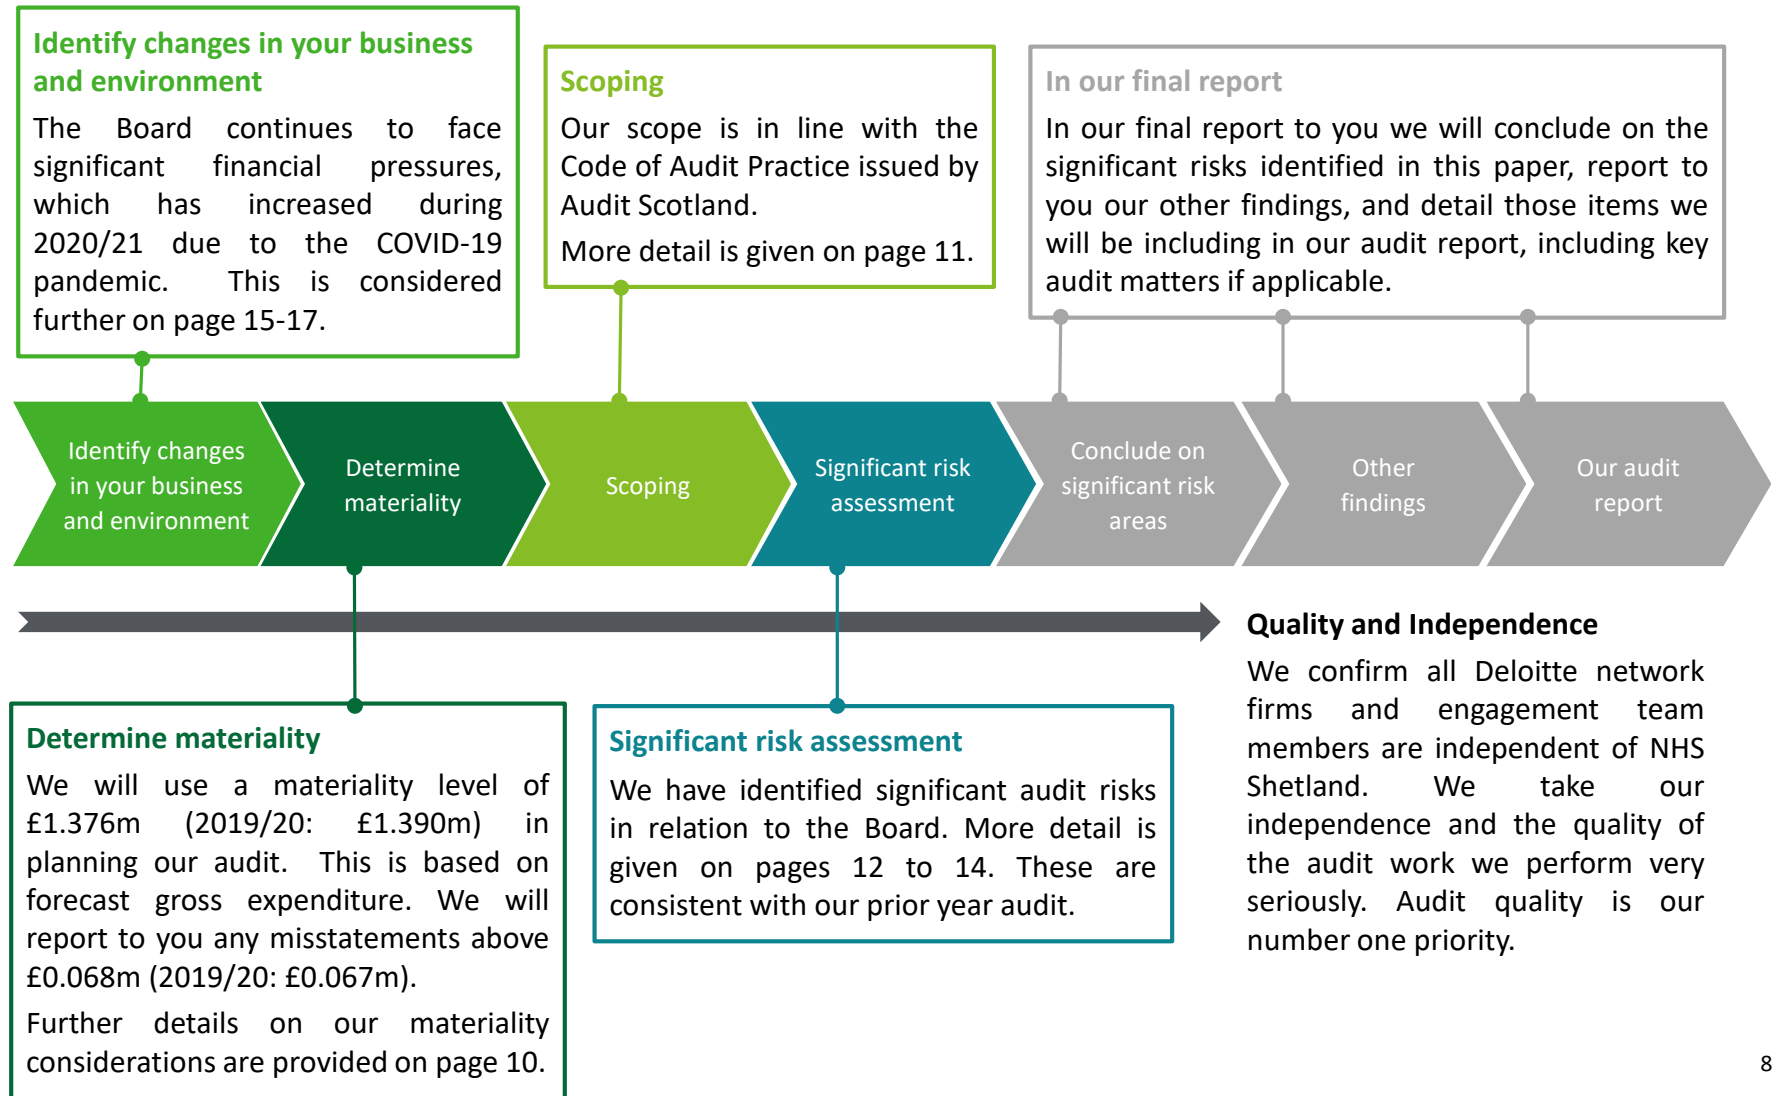 Identify changes in your business
and environment
The Board continues to face
significant financial pressures,
which has increased during
2020/21 due to the COVID-19
pandemic. This is considered
further on page 15-17.
Scoping
Our scope is in line with the
Code of Audit Practice issued by
Audit Scotland.
More detail is given on page 11.
In our final report
In our final report to you we will conclude on the
significant risks identified in this paper, report to
you our other findings, and detail those items we
will be including in our audit report, including key
audit matters if applicable.
Identify changes
in your business
and environment
Determine
materiality
Scoping
Significant risk
assessment
Conclude on
significant risk
areas
Other
findings
Our audit
report
Determine materiality
We will use a materiality level of
£1.376m (2019/20: £1.390m) in
planning our audit. This is based on
forecast gross expenditure. We will
report to you any misstatements above
£0.068m (2019/20: £0.067m).
Further details on our materiality
considerations are provided on page 10.
Significant risk assessment
We have identified significant audit risks
in relation to the Board. More detail is
given on pages 12 to 14. These are
consistent with our prior year audit.
Quality and Independence
We confirm all Deloitte network
firms and engagement team
members are independent of NHS
Shetland. We take our
independence and the quality of
the audit work we perform very
seriously. Audit quality is our
number one priority.
8